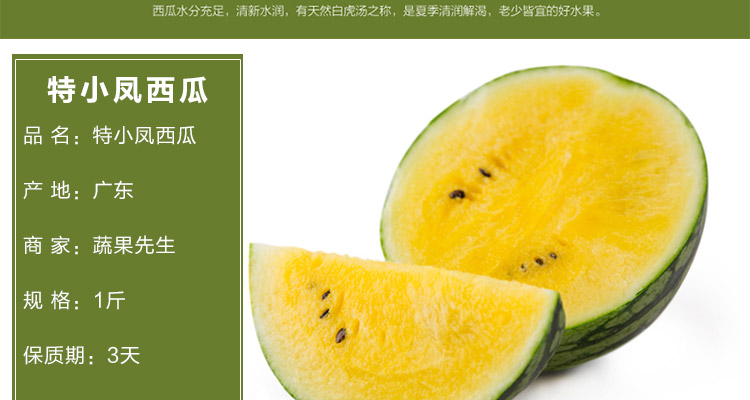 西瓜水分充足，清新水润，有天然白虎汤之称，是夏季清润解渴，老少皆宜的好水果。
特小凤西瓜
品 名：特小凤西瓜
产 地：广东
商 家：蔬果先生
规 格：1斤
保质期：3天